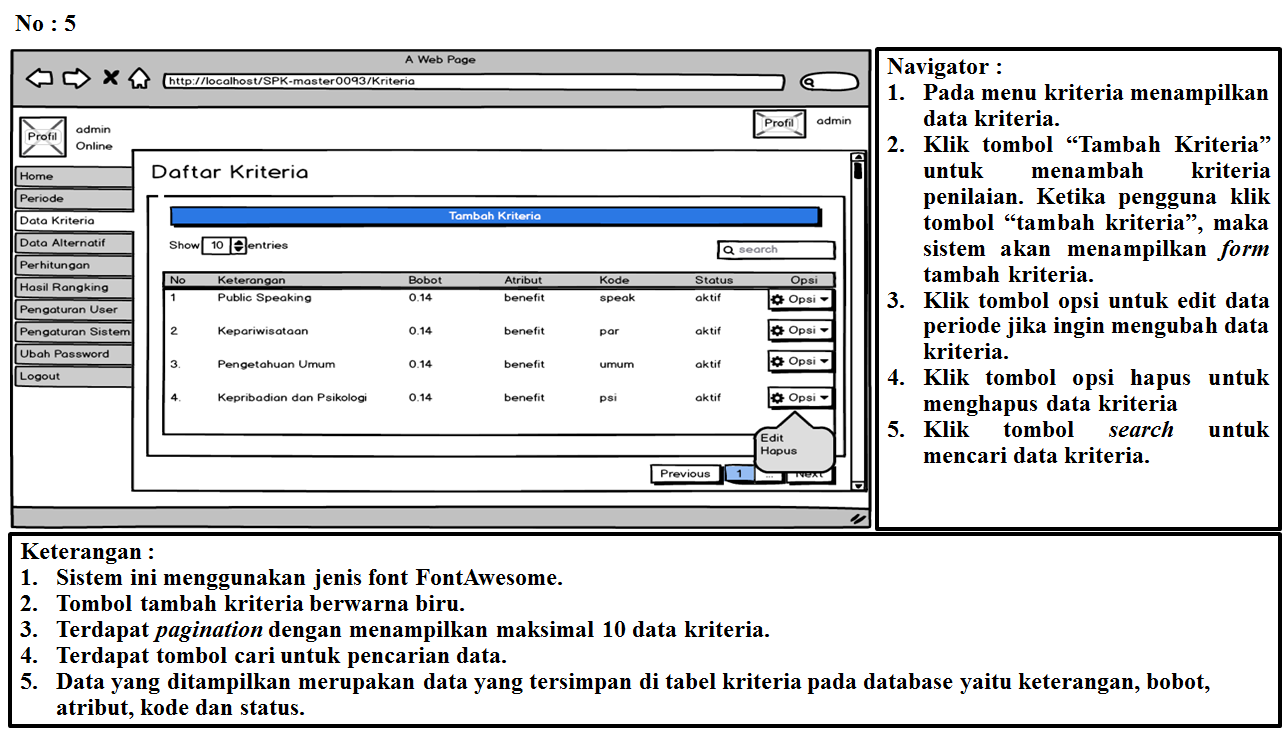 No : 5
A Web Page
http://localhost/SPK-master0093/Kriteria
Profil
admin
Online
Profil
admin
Home
Periode
Data Kriteria
Data Alternatif
Perhitungan
Hasil Rangking
Pengaturan User
Pengaturan Sistem
Ubah Password
Logout
Daftar Kriteria
Tambah Kriteria
Show 10 entries
search
No Keterangan Bobot Atribut Kode Status Opsi
1 Public Speaking 0.14 benefit speak aktif Opsi
2. Kepariwisataan 0.14 benefit par aktif Opsi
3. Pengetahuan Umum 0.14 benefit umum aktif Opsi
4. Kepribadian dan Psikologi 0.14 benefit psi aktif Opsi
Edit
Hapus
Previous 1 ... Next
Navigator :
1. Pada menu kriteria menampilkan
data kriteria.
2. Klik tombol “Tambah Kriteria”
untuk menambah kriteria
penilaian. Ketika pengguna klik
tombol “tambah kriteria”, maka
sistem akan menampilkan form
tambah kriteria.
3. Klik tombol opsi untuk edit data
periode jika ingin mengubah data
kriteria.
4. Klik tombol opsi hapus untuk
menghapus data kriteria
5. Klik tombol search untuk
mencari data kriteria.
Keterangan :
1. Sistem ini menggunakan jenis font FontAwesome.
2. Tombol tambah kriteria berwarna biru.
3. Terdapat pagination dengan menampilkan maksimal 10 data kriteria.
4. Terdapat tombol cari untuk pencarian data.
5. Data yang ditampilkan merupakan data yang tersimpan di tabel kriteria pada database yaitu keterangan, bobot,
atribut, kode dan status.